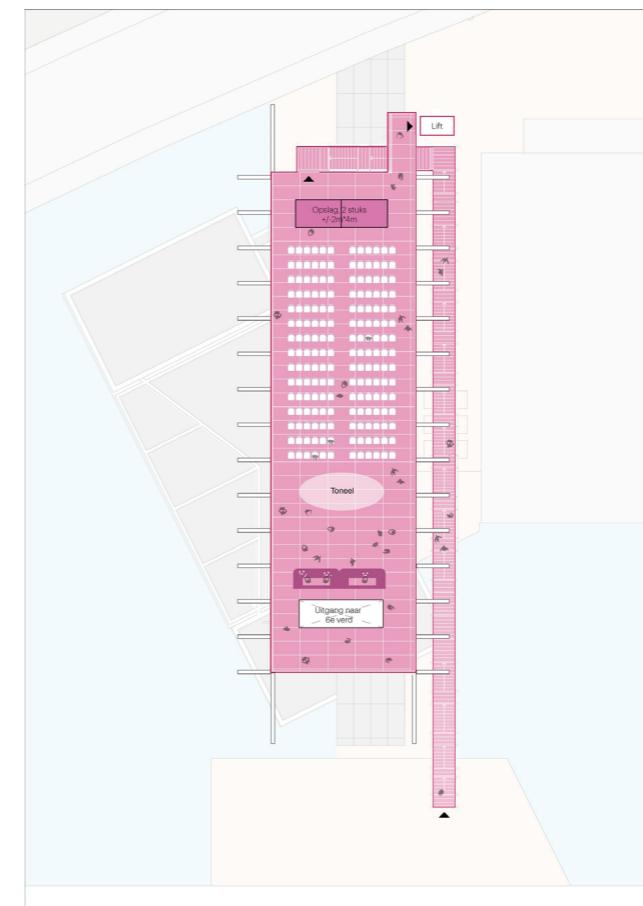 Lift
Opslag, 2 stuks
+/-2m*4m
Toneel
Uitgang naar
6e verd